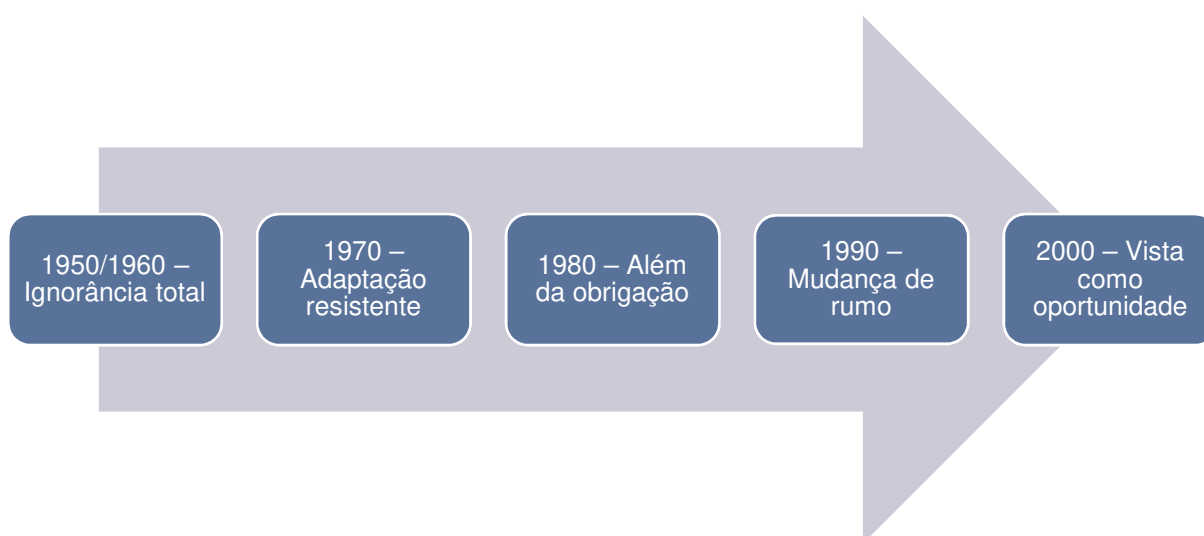 1950/1960 –
Ignorância total
1970 –
Adaptação
resistente
1980 – Além
da obrigação
1990 –
Mudança de
rumo
2000 – Vista
como
oportunidade